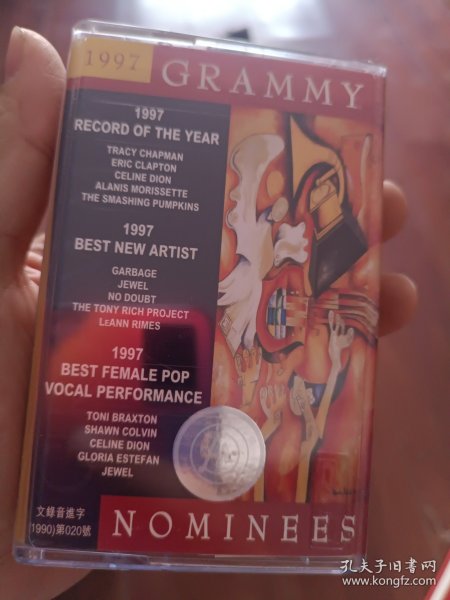 1997
GRAMMY
1997
RECORD OF THE YEAR
TRACY CHAPMAN
ERIC CLAPTON
CELINE DION
ALANIS MORISSETTE
THE SMASHING PUMPKINS
1997
BEST NEW ARTIST
GARBAGE
JEWEL
NO DOUBT
THE TONY RICH PROJECT
LEANN RIMES
1997
BEST FEMALE POP
VOCAL PERFORMANCE
TONI BRAXTON
SHAWN COLVIN
CELINE DION
GLORIA ESTEFAN
JEWEL
文錄音進字
1990)第020號
NOMINEES
孔夫子旧书网
www.kongfz.com